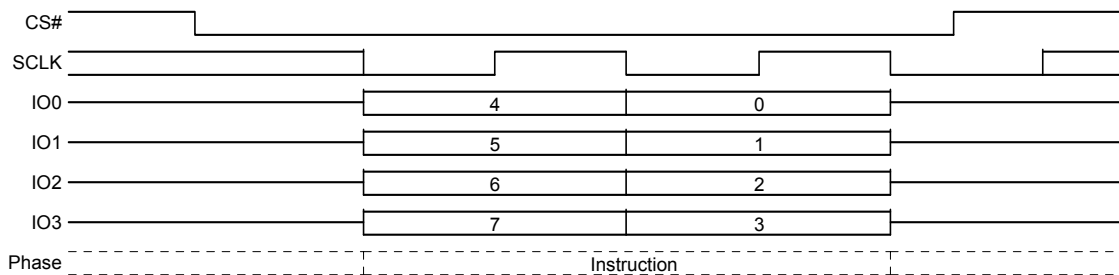 CS#
SCLK
IO0 4 0
IO1 5 1
IO2 6 2
IO3 7 3
Phase Instruction